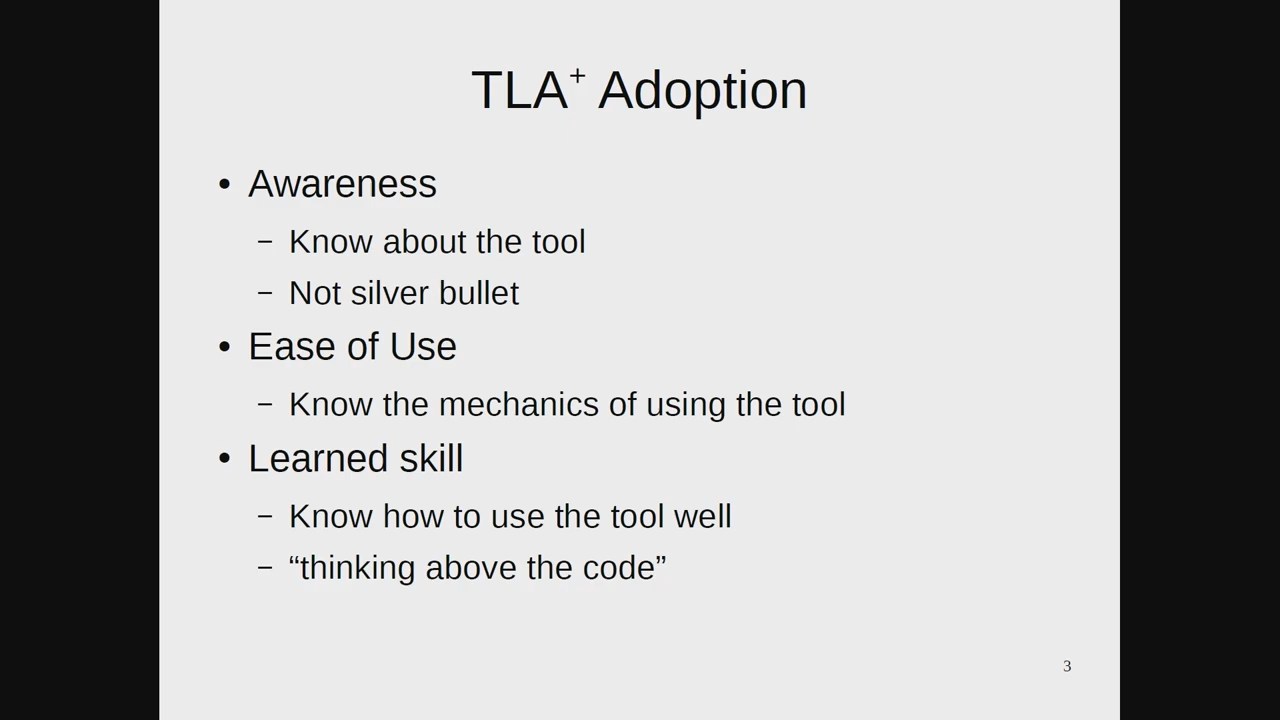 TLA⁺ Adoption
• Awareness
– Know about the tool
– Not silver bullet
• Ease of Use
– Know the mechanics of using the tool
• Learned skill
– Know how to use the tool well
– “thinking above the code”
3